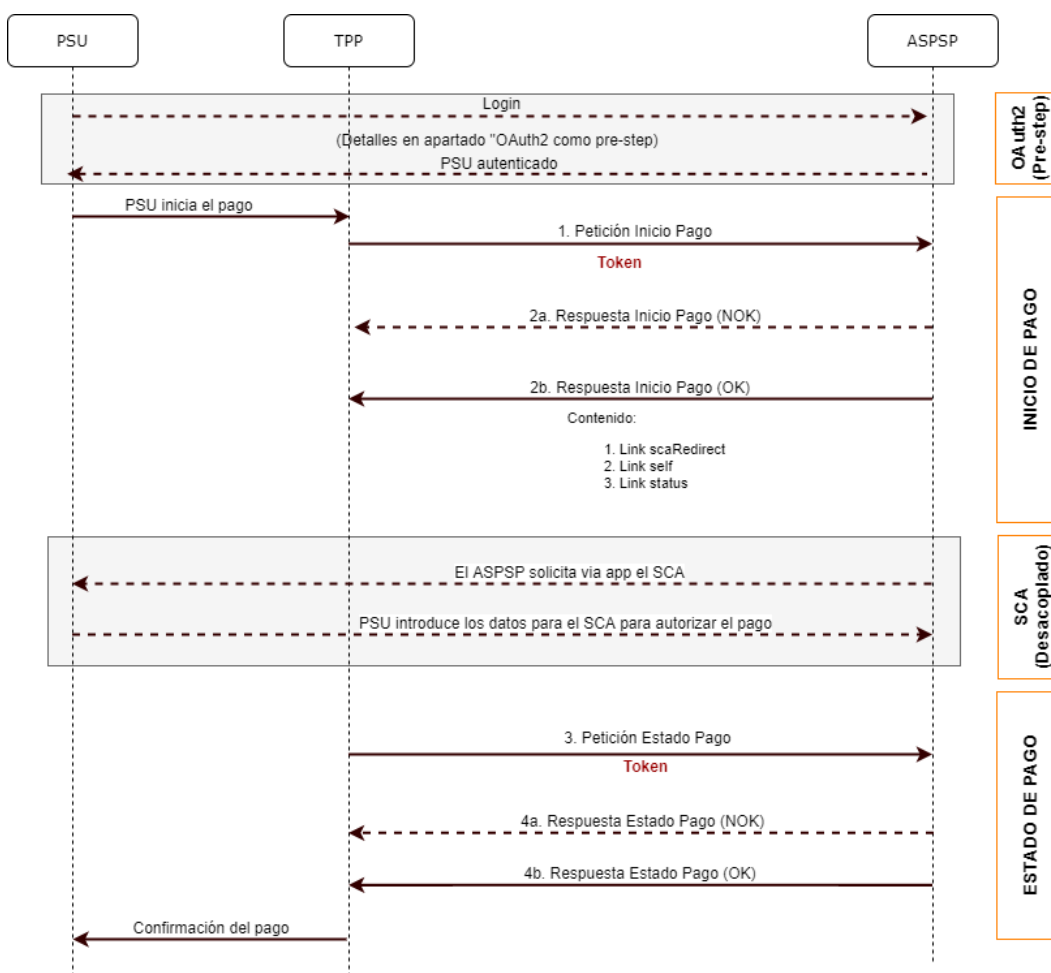 PSU
TPP
ASPSP
Login
(Detalles en apartado "OAuth2 como pre-step)
PSU autenticado
OAuth2
(Pre-step)
PSU inicia el pago
1. Petición Inicio Pago
Token
2a. Respuesta Inicio Pago (NOK)
2b. Respuesta Inicio Pago (OK)
Contenido:
1. Link scaRedirect
2. Link self
3. Link status
INICIO DE PAGO
El ASPSP solicita via app el SCA
PSU introduce los datos para el SCA para autorizar el pago
SCA
(Desacoplado)
3. Petición Estado Pago
Token
4a. Respuesta Estado Pago (NOK)
4b. Respuesta Estado Pago (OK)
Confirmación del pago
ESTADO DE PAGO